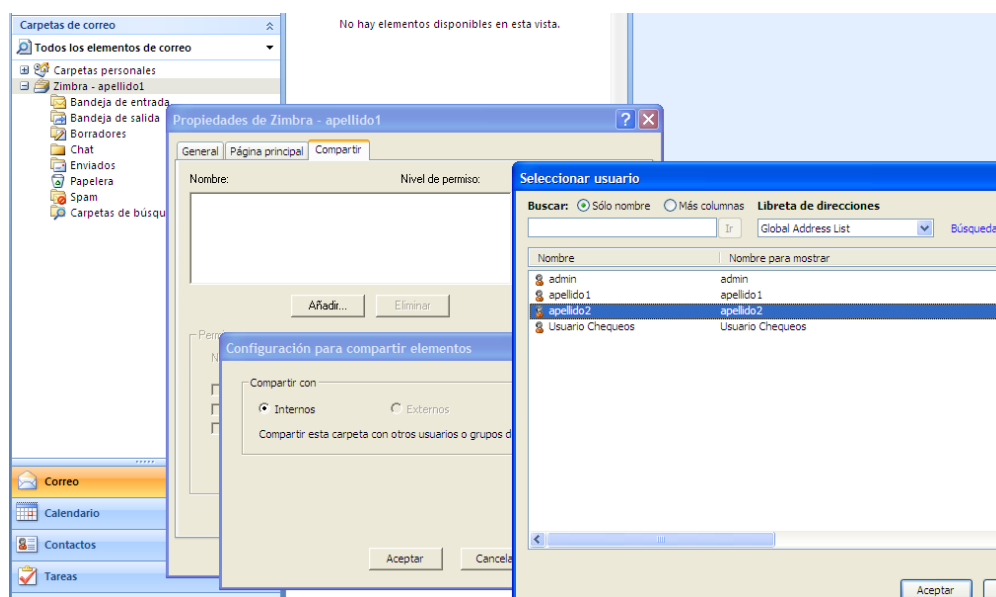 Carpetas de correo
Todos los elementos de correo
Carpetas personales
Zimbra - apellido1
Bandeja de entrada
Bandeja de salida
Borradores
Chat
Enviados
Papelera
Spam
Carpetas de búsqu
Correo
Calendario
Contactos
Tareas
No hay elementos disponibles en esta vista.
Propiedades de Zimbra - apellido1
General Página principal Compartir
Nombre: Nivel de permiso:
Añadir... Eliminar
Perm
N
Configuración para compartir elementos
Compartir con
Internos Externos
Compartir esta carpeta con otros usuarios o grupos d
Aceptar Cancela
Seleccionar usuario
Buscar: Sólo nombre Más columnas Libreta de direcciones
Ir Global Address List Búsqueda
Nombre Nombre para mostrar
admin admin
apellido1 apellido1
apellido2 apellido2
Usuario Chequeos Usuario Chequeos
Aceptar